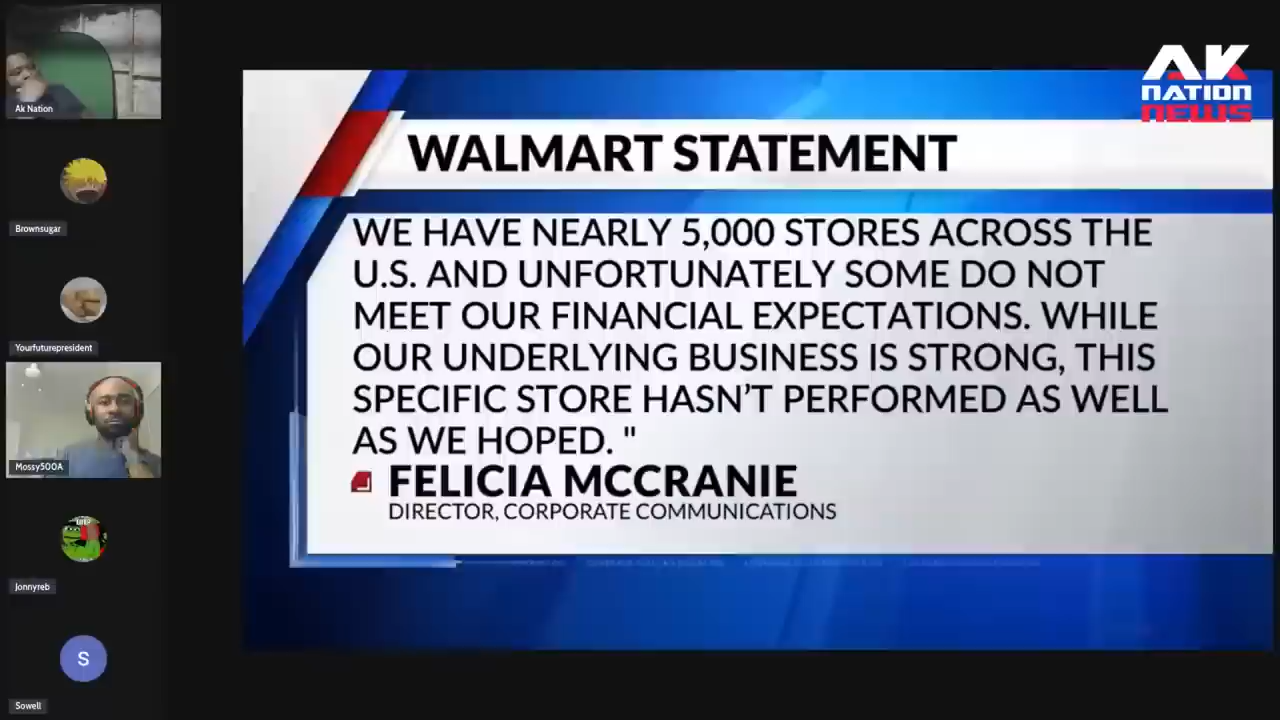 Ak Nation
Brownsugar
Yourfuturepresident
Mossy500A
Jonnyreb
S
Sowell
AK
NATION
NEWS
WALMART STATEMENT
WE HAVE NEARLY 5,000 STORES ACROSS THE
U.S. AND UNFORTUNATELY SOME DO NOT
MEET OUR FINANCIAL EXPECTATIONS. WHILE
OUR UNDERLYING BUSINESS IS STRONG, THIS
SPECIFIC STORE HASN'T PERFORMED AS WELL
AS WE HOPED. "
FELICIA MCCRANIE
DIRECTOR, CORPORATE COMMUNICATIONS